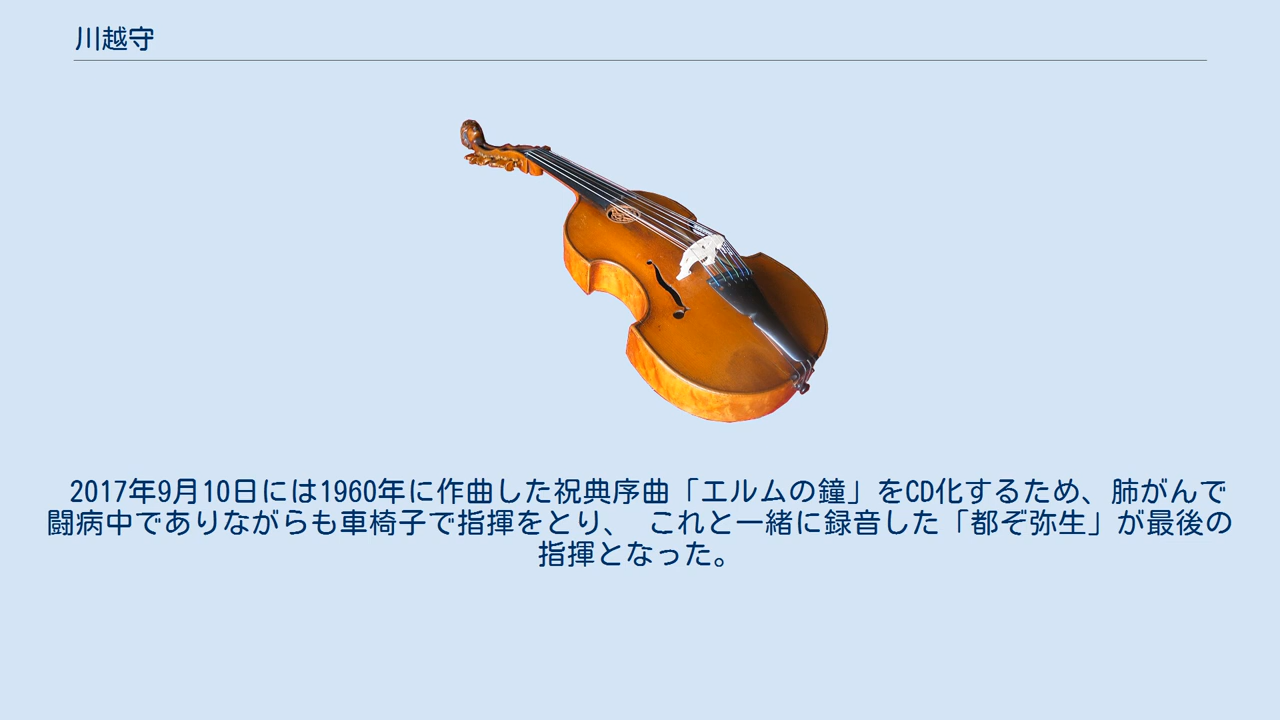 川越守
2017年9月10日には1960年に作曲した祝典序曲「エルムの鐘」をCD化するため、肺がんで
闘病中でありながらも車椅子で指揮をとり、 これと一緒に録音した「都ぞ弥生」が最後の
指揮となった。